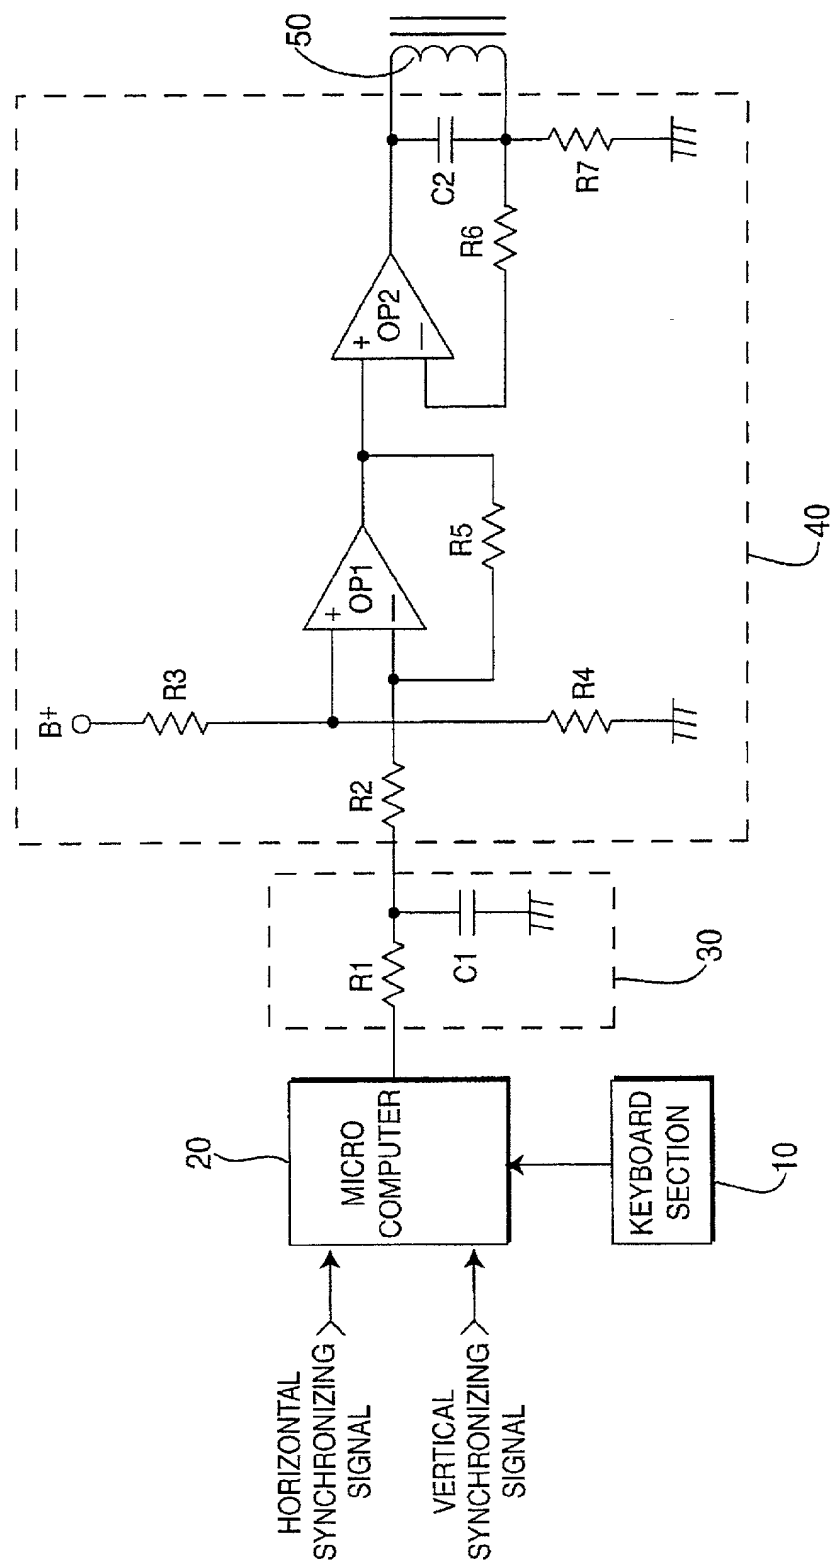 HORIZONTAL
SYNCHRONIZING
SIGNAL
VERTICAL
SYNCHRONIZING
SIGNAL
20
MICRO
COMPUTER
KEYBOARD
SECTION
10
R1
C1
30
R2
B+
R3
R4
+
OP1
−
R5
+
OP2
−
R6
C2
R7
40
50